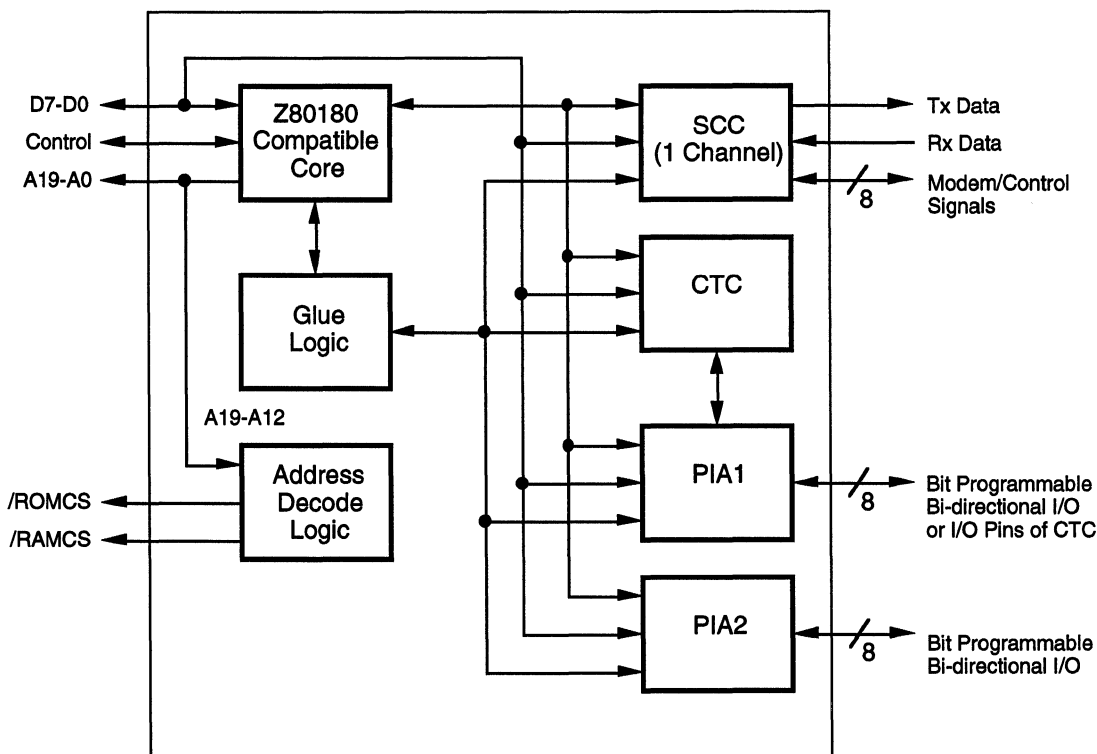 D7-D0
Control
A19-A0
Z80180
Compatible
Core
SCC
(1 Channel)
Tx Data
Rx Data
8
Modem/Control
Signals
Glue
Logic
CTC
A19-A12
Address
Decode
Logic
/ROMCS
/RAMCS
PIA1
8
Bit Programmable
Bi-directional I/O
or I/O Pins of CTC
PIA2
8
Bit Programmable
Bi-directional I/O